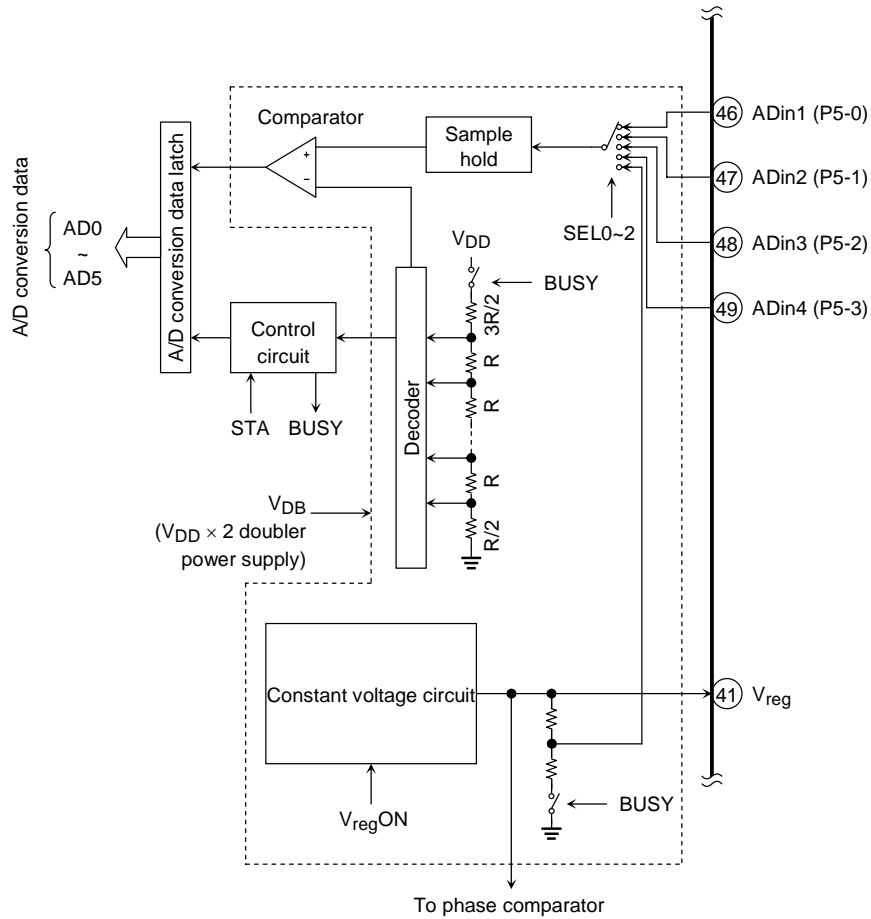 Comparator
Sample
hold
46 ADin1 (P5-0)
47 ADin2 (P5-1)
48 ADin3 (P5-2)
49 ADin4 (P5-3)
SEL0~2
A/D conversion data
AD0
~
AD5
A/D conversion data latch
+
−
VDD
BUSY
3R/2
R
R
R
R/2
Decoder
Control
circuit
STA
BUSY
VDB
(VDD × 2 doubler
power supply)
Constant voltage circuit
41 Vreg
VregON
BUSY
To phase comparator